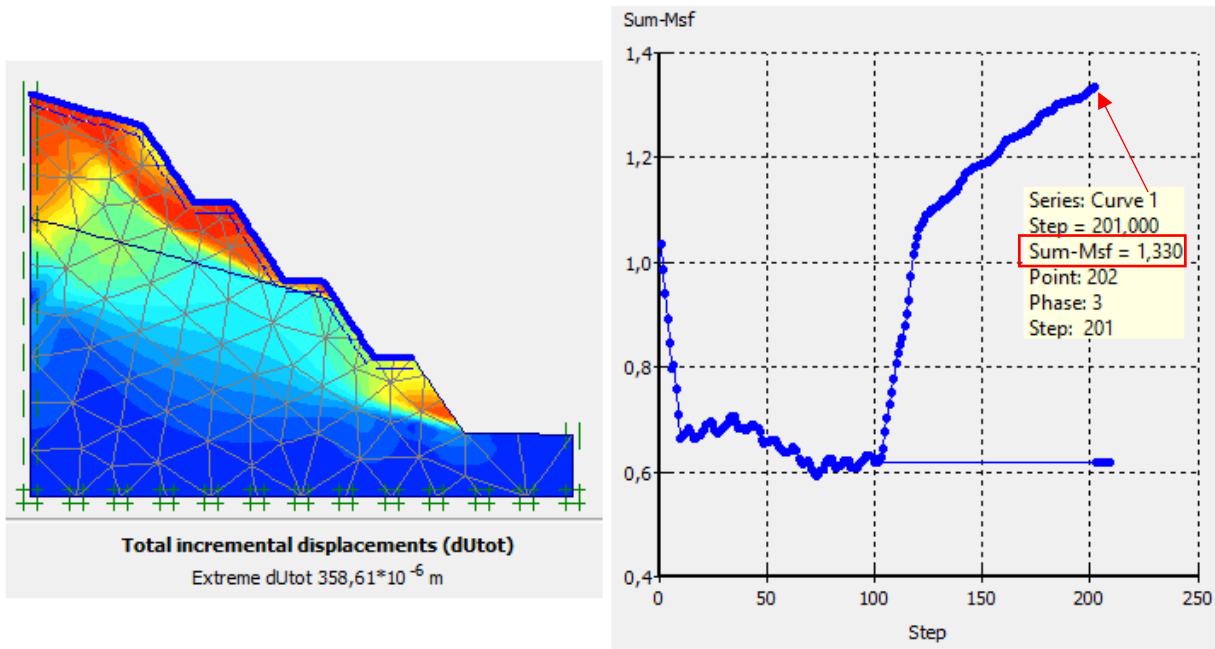 Total incremental displacements (dUtot)
Extreme dUtot 358,61*10 -6 m
Sum-Msf
1,4
1,2
1,0
0,8
0,6
0,4
0
50
100
150
200
250
Step
Series: Curve 1
Step = 201,000
Sum-Msf = 1,330
Point: 202
Phase: 3
Step: 201